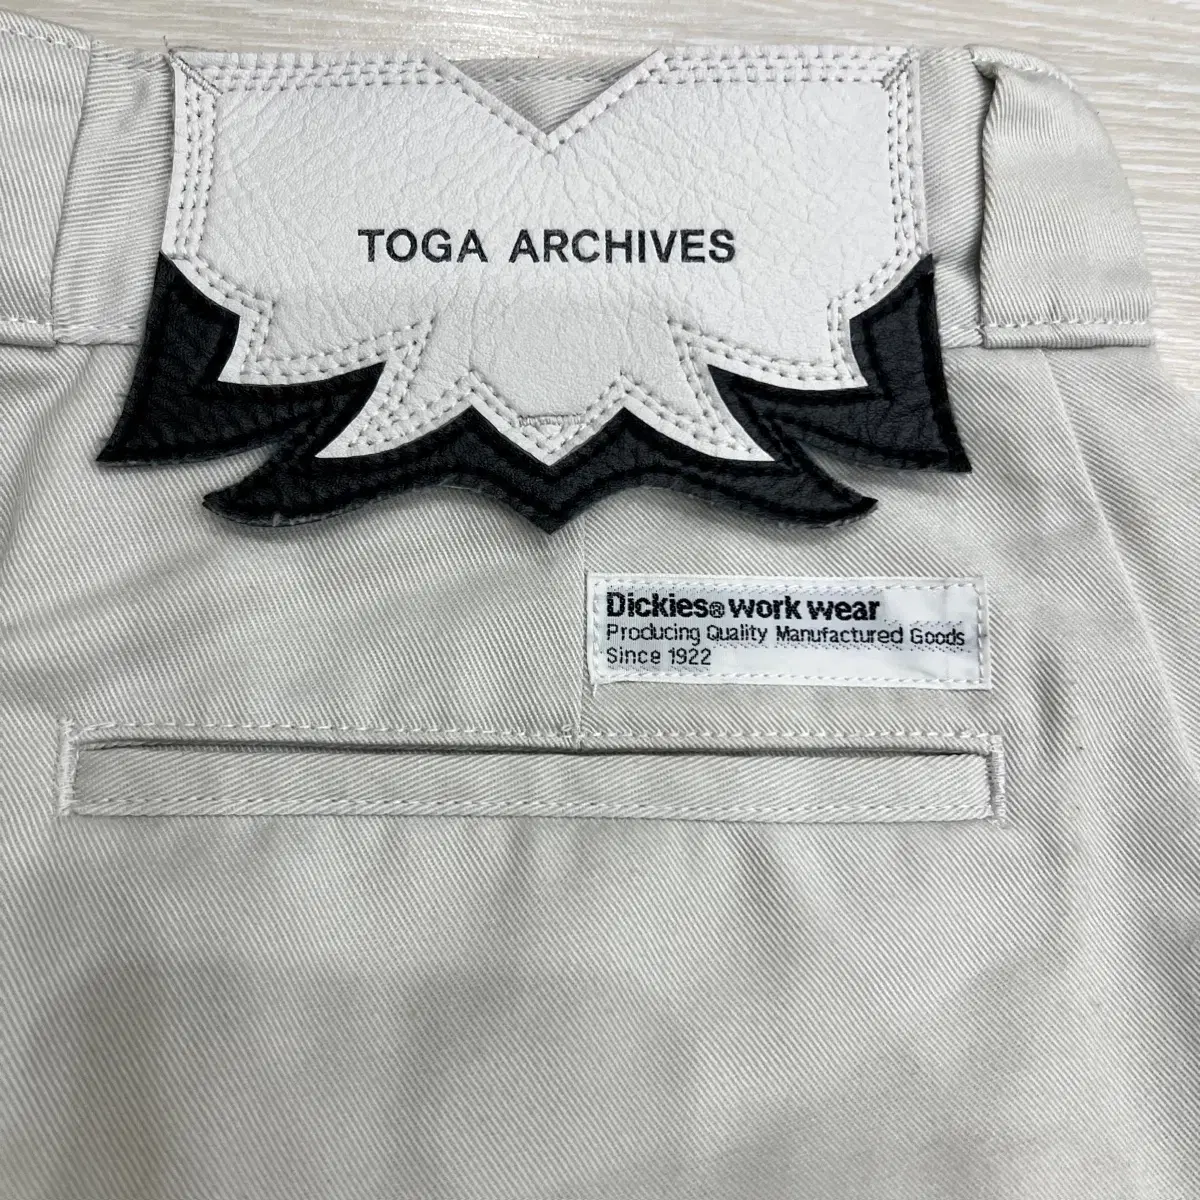 TOGA ARCHIVES
Dickies® work wear
Producing Quality Manufactured Goods
Since 1922